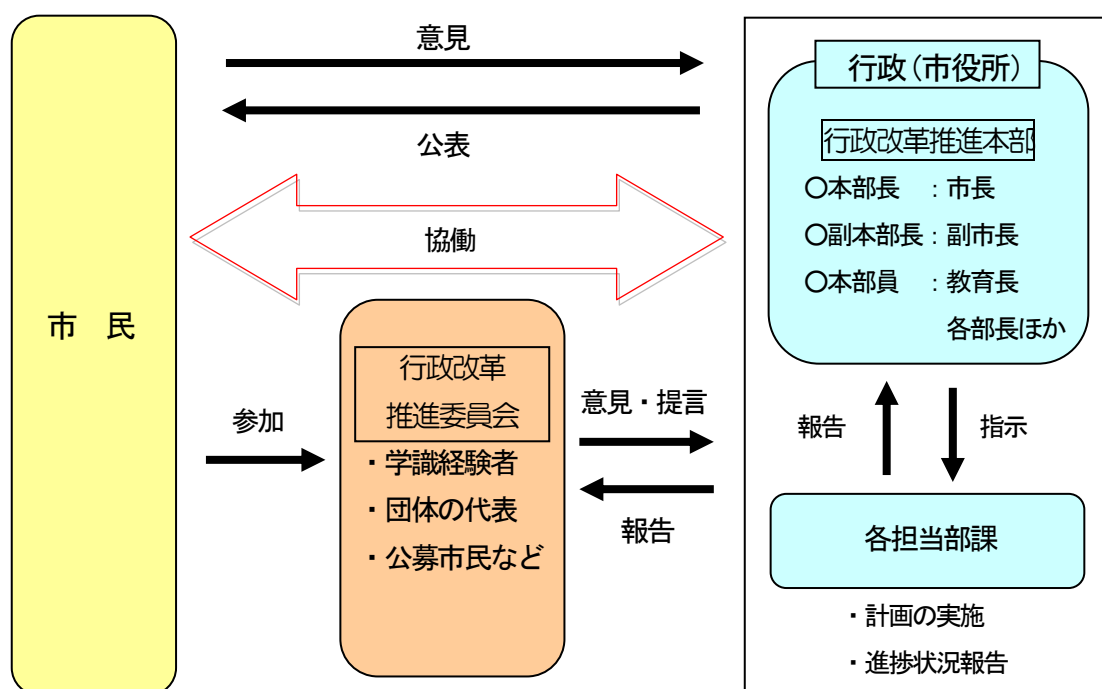 意見
公表
協働
市　民
参加
行政改革
推進委員会
・学識経験者
・団体の代表
・公募市民など
意見・提言
報告
行政（市役所）
行政改革推進本部
〇本部長　：市長
〇副本部長：副市長
〇本部員　：教育長
各部長ほか
報告
指示
各担当部課
・計画の実施
・進捗状況報告